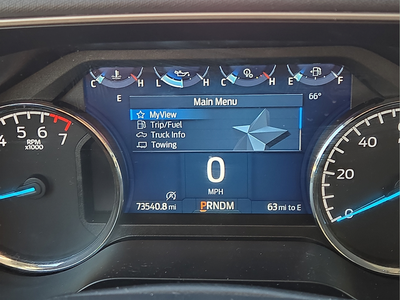 C H L H C H E F
E Main Menu 66°
MyView
Trip/Fuel
Truck Info
Towing
4 5 6 7
RPM
x1000
0
MPH
0 20 40
73540.8 mi PRNDM 63 mi to E